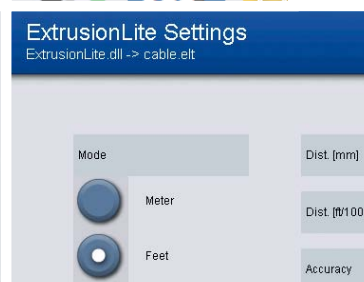 ExtrusionLite Settings
ExtrusionLite.dll -> cable.elt
Mode
Dist. [mm]
Meter
Dist. [ft/100
Feet
Accuracy